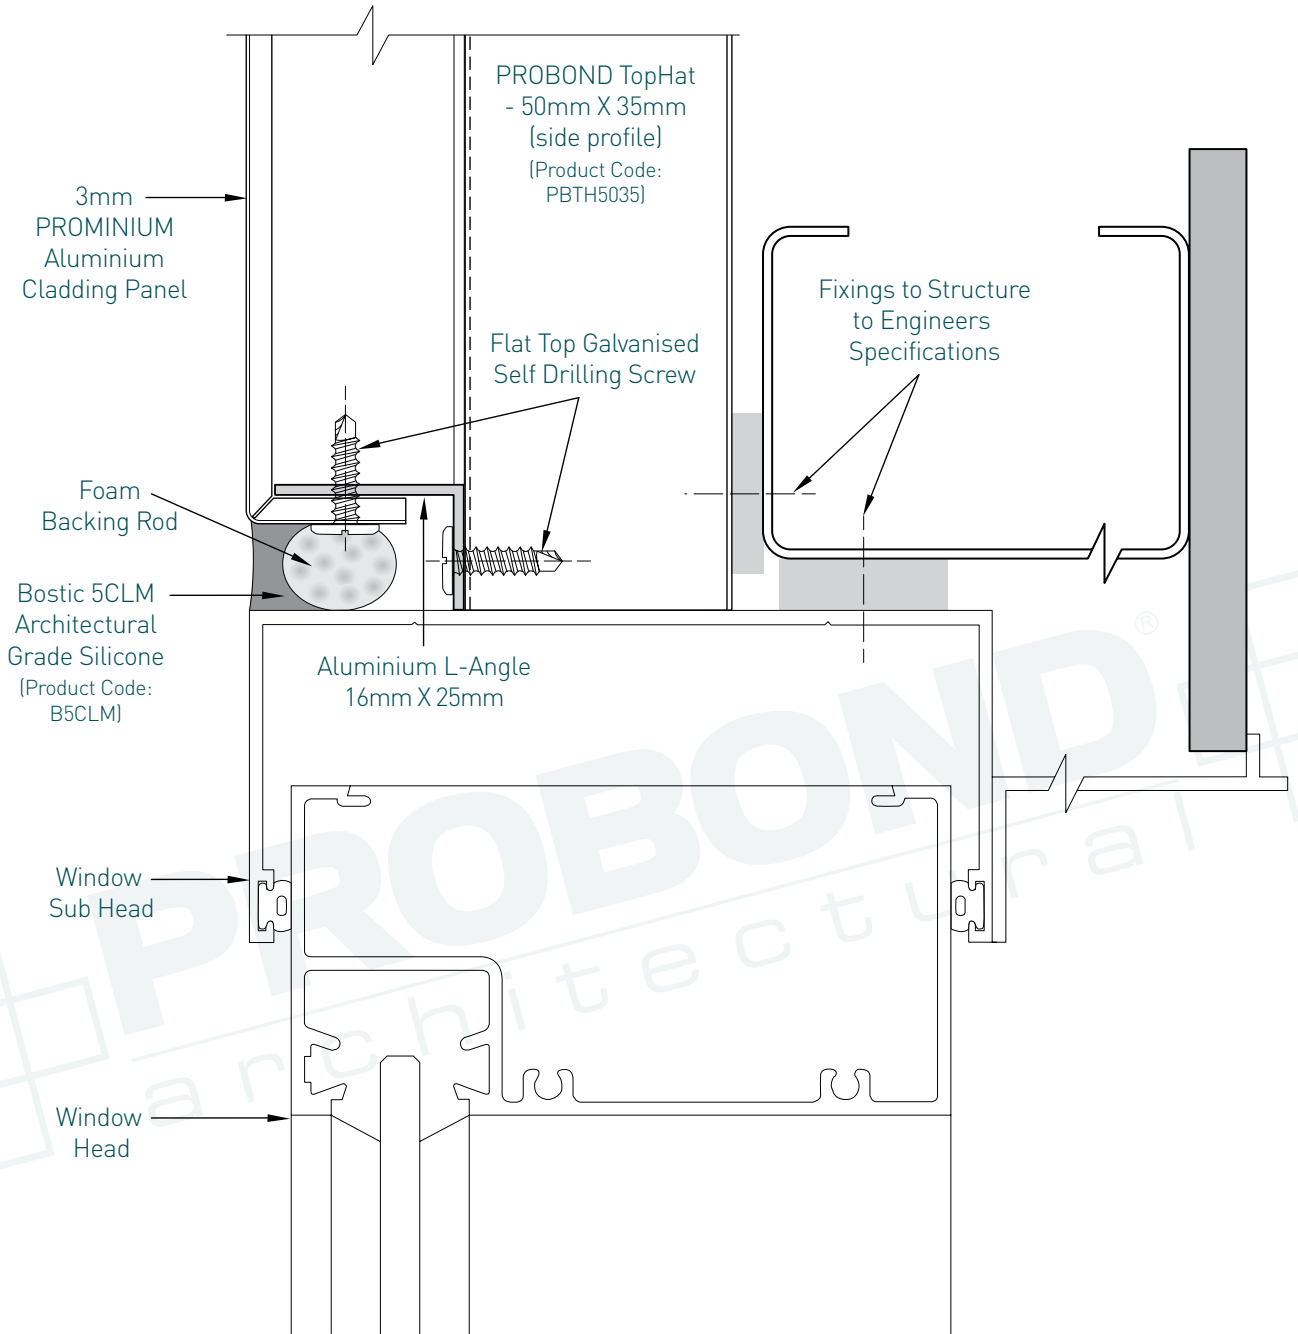 PROBOND TopHat
- 50mm X 35mm
(side profile)
(Product Code:
PBTH5035)
3mm
PROMINIUM
Aluminium
Cladding Panel
Fixings to Structure
to Engineers
Specifications
Flat Top Galvanised
Self Drilling Screw
Foam
Backing Rod
Bostic 5CLM
Architectural
Grade Silicone
(Product Code:
B5CLM)
Aluminium L-Angle
16mm X 25mm
Window
Sub Head
Window
Head
PROBOND®
architectural